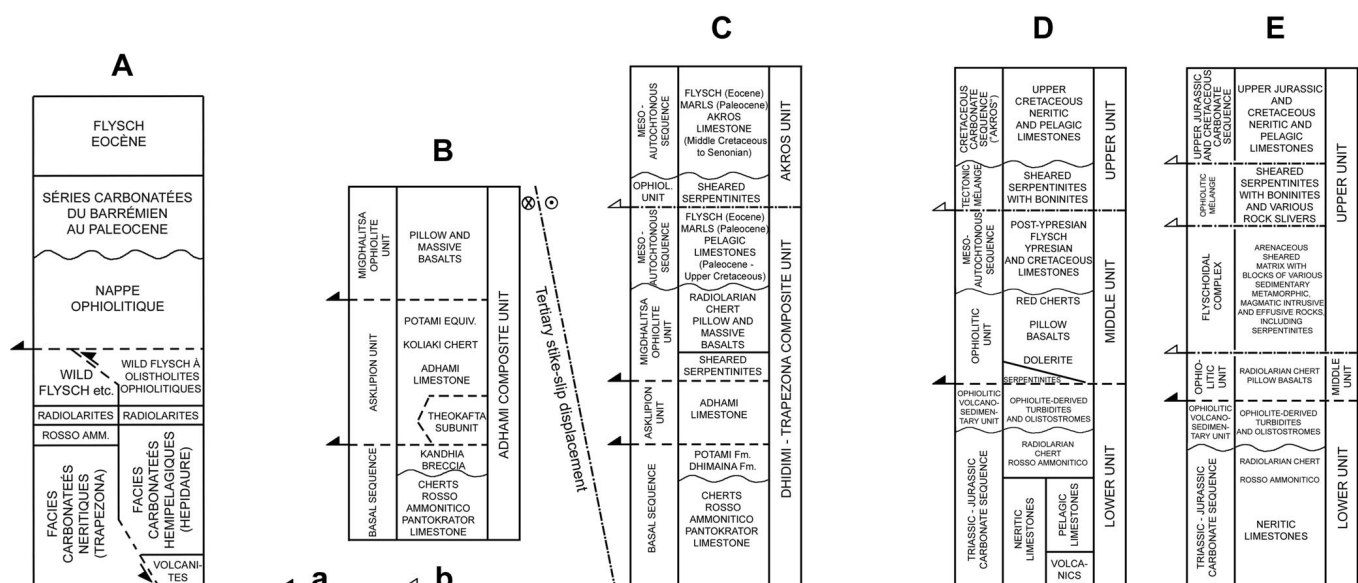 A
FLYSCH
EOCÈNE
SÉRIES CARBONATÉES
DU BARRÉMIEN
AU PALEOCENE
NAPPE
OPHIOLITIQUE
WILD
FLYSCH etc.
WILD FLYSCH À
OLISTHOLITES
OPHIOLITIQUES
RADIOLARITES
RADIOLARITES
ROSSO AMM.
FACIES
CARBONATEÉS
NERITIQUES
(TRAPEZONA)
FACIES
CARBONATEÉS
HEMIPELAGIQUES
(HEPIDAURE)
VOLCANI-
TES
B
MIGDHALITSA
OPHIOLITE
UNIT
PILLOW AND
MASSIVE
BASALTS
ASKLIPION UNIT
POTAMI EQUIV.
KOLIAKI CHERT
ADHAMI
LIMESTONE
THEOKAFTA
SUBUNIT
BASAL SEQUENCE
KANDHIA
BRECCIA
CHERTS
ROSSO
AMMONITICO
PANTOKRATOR
LIMESTONE
ADHAMI COMPOSITE UNIT
a
b
Tertiary stike-slip displacement
C
MESO -
AUTOCHTONOUS
SEQUENCE
FLYSCH (Eocene)
MARLS (Paleocene)
AKROS
LIMESTONE
(Middle Cretaceous
to Senonian)
OPHIOL.
UNIT
SHEARED
SERPENTINITES
AKROS UNIT
MESO -
AUTOCHTONOUS
SEQUENCE
FLYSCH (Eocene)
MARLS (Paleocene)
PELAGIC
LIMESTONES
(Paleocene -
Upper Cretaceous)
MIGDHALITSA
OPHIOLITE
UNIT
RADIOLARIAN
CHERT
PILLOW AND
MASSIVE
BASALTS
SHEARED
SERPENTINITES
ASKLIPION
UNIT
ADHAMI
LIMESTONE
BASAL SEQUENCE
POTAMI Fm.
DHIMAINA Fm.
CHERTS
ROSSO
AMMONITICO
PANTOKRATOR
LIMESTONE
DHIDIMI - TRAPEZONA COMPOSITE UNIT
D
CRETACEOUS
CARBONATE
SEQUENCE
("AKROS")
UPPER
CRETACEOUS
NERITIC
AND PELAGIC
LIMESTONES
TECTONIC
MÉLANGE
SHEARED
SERPENTINITES
WITH BONINITES
UPPER UNIT
MESO-
AUTOCHTONOUS
SEQUENCE
POST-YPRESIAN
FLYSCH
YPRESIAN
AND CRETACEOUS
LIMESTONES
OPHIOLITIC
UNIT
RED CHERTS
PILLOW
BASALTS
DOLERITE
SERPENTINITES
MIDDLE UNIT
OPHIOLITIC
VOLCANO-
SEDIMEN-
TARY UNIT
OPHIOLITE-DERIVED
TURBIDITES
AND OLISTOSTROMES
TRIASSIC - JURASSIC
CARBONATE SEQUENCE
RADIOLARIAN
CHERT
ROSSO AMMONITICO
NERITIC
LIMESTONES
PELAGIC
LIMESTONES
VOLCA-
NICS
LOWER UNIT
E
UPPER JURASSIC
AND CRETACEOUS
CARBONATE
SEQUENCE
UPPER JURASSIC
AND
CRETACEOUS
NERITIC AND
PELAGIC
LIMESTONES
OPHIOLITIC
MÉLANGE
SHEARED
SERPENTINITES
WITH BONINITES
AND VARIOUS
ROCK SLIVERS
FLYSCHOIDAL
COMPLEX
ARENACEOUS
SHEARED
MATRIX WITH
BLOCKS OF VARIOUS
SEDIMENTARY
METAMORPHIC,
MAGMATIC INTRUSIVE
AND EFFUSIVE ROCKS,
INCLUDING
SERPENTINITES
UPPER UNIT
OPHIO-
LITIC
UNIT
RADIOLARIAN CHERT
PILLOW BASALTS
MIDDLE
UNIT
OPHIOLITIC
VOLCANO-
SEDIMEN-
TARY UNIT
OPHIOLITE-DERIVED
TURBIDITES
AND OLISTOSTROMES
TRIASSIC - JURASSIC
CARBONATE SEQUENCE
RADIOLARIAN CHERT
ROSSO AMMONITICO
NERITIC
LIMESTONES
LOWER UNIT